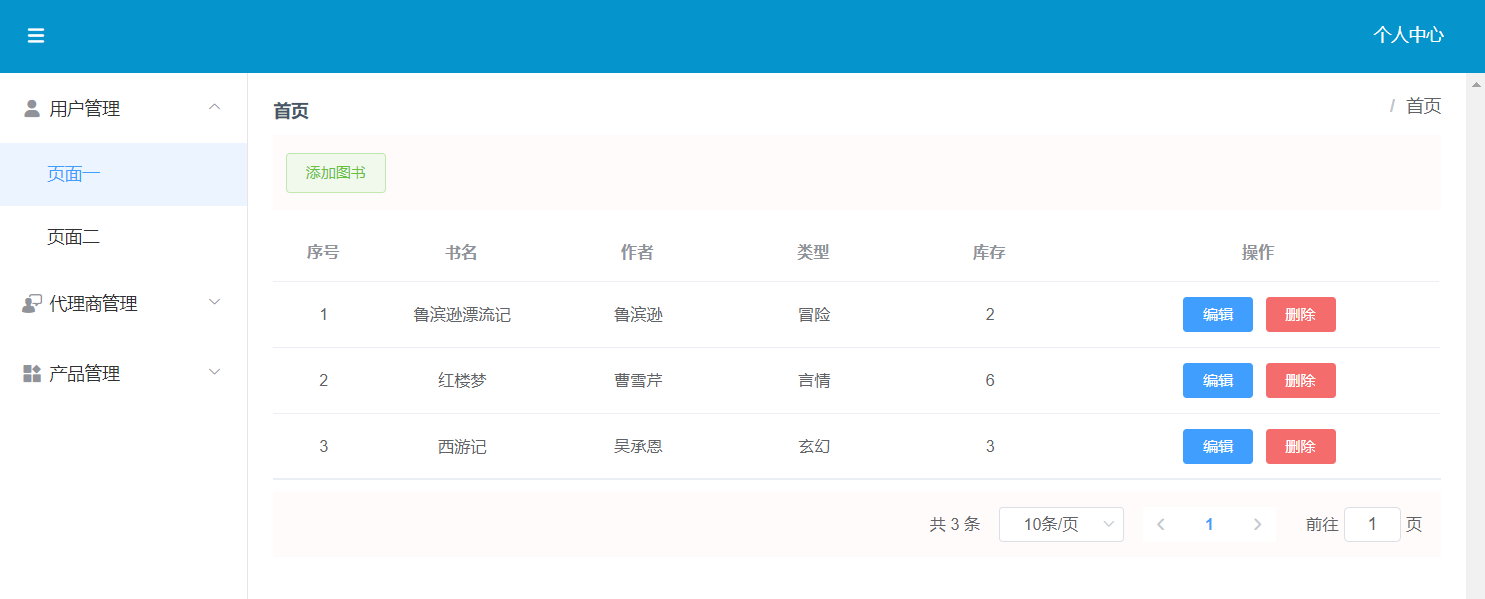 个人中心
用户管理
页面一
页面二
代理商管理
产品管理
首页
/ 首页
添加图书
序号 书名 作者 类型 库存 操作
1 鲁滨逊漂流记 鲁滨逊 冒险 2 编辑 删除
2 红楼梦 曹雪芹 言情 6 编辑 删除
3 西游记 吴承恩 玄幻 3 编辑 删除
共 3 条 10条/页 1 前往 1 页